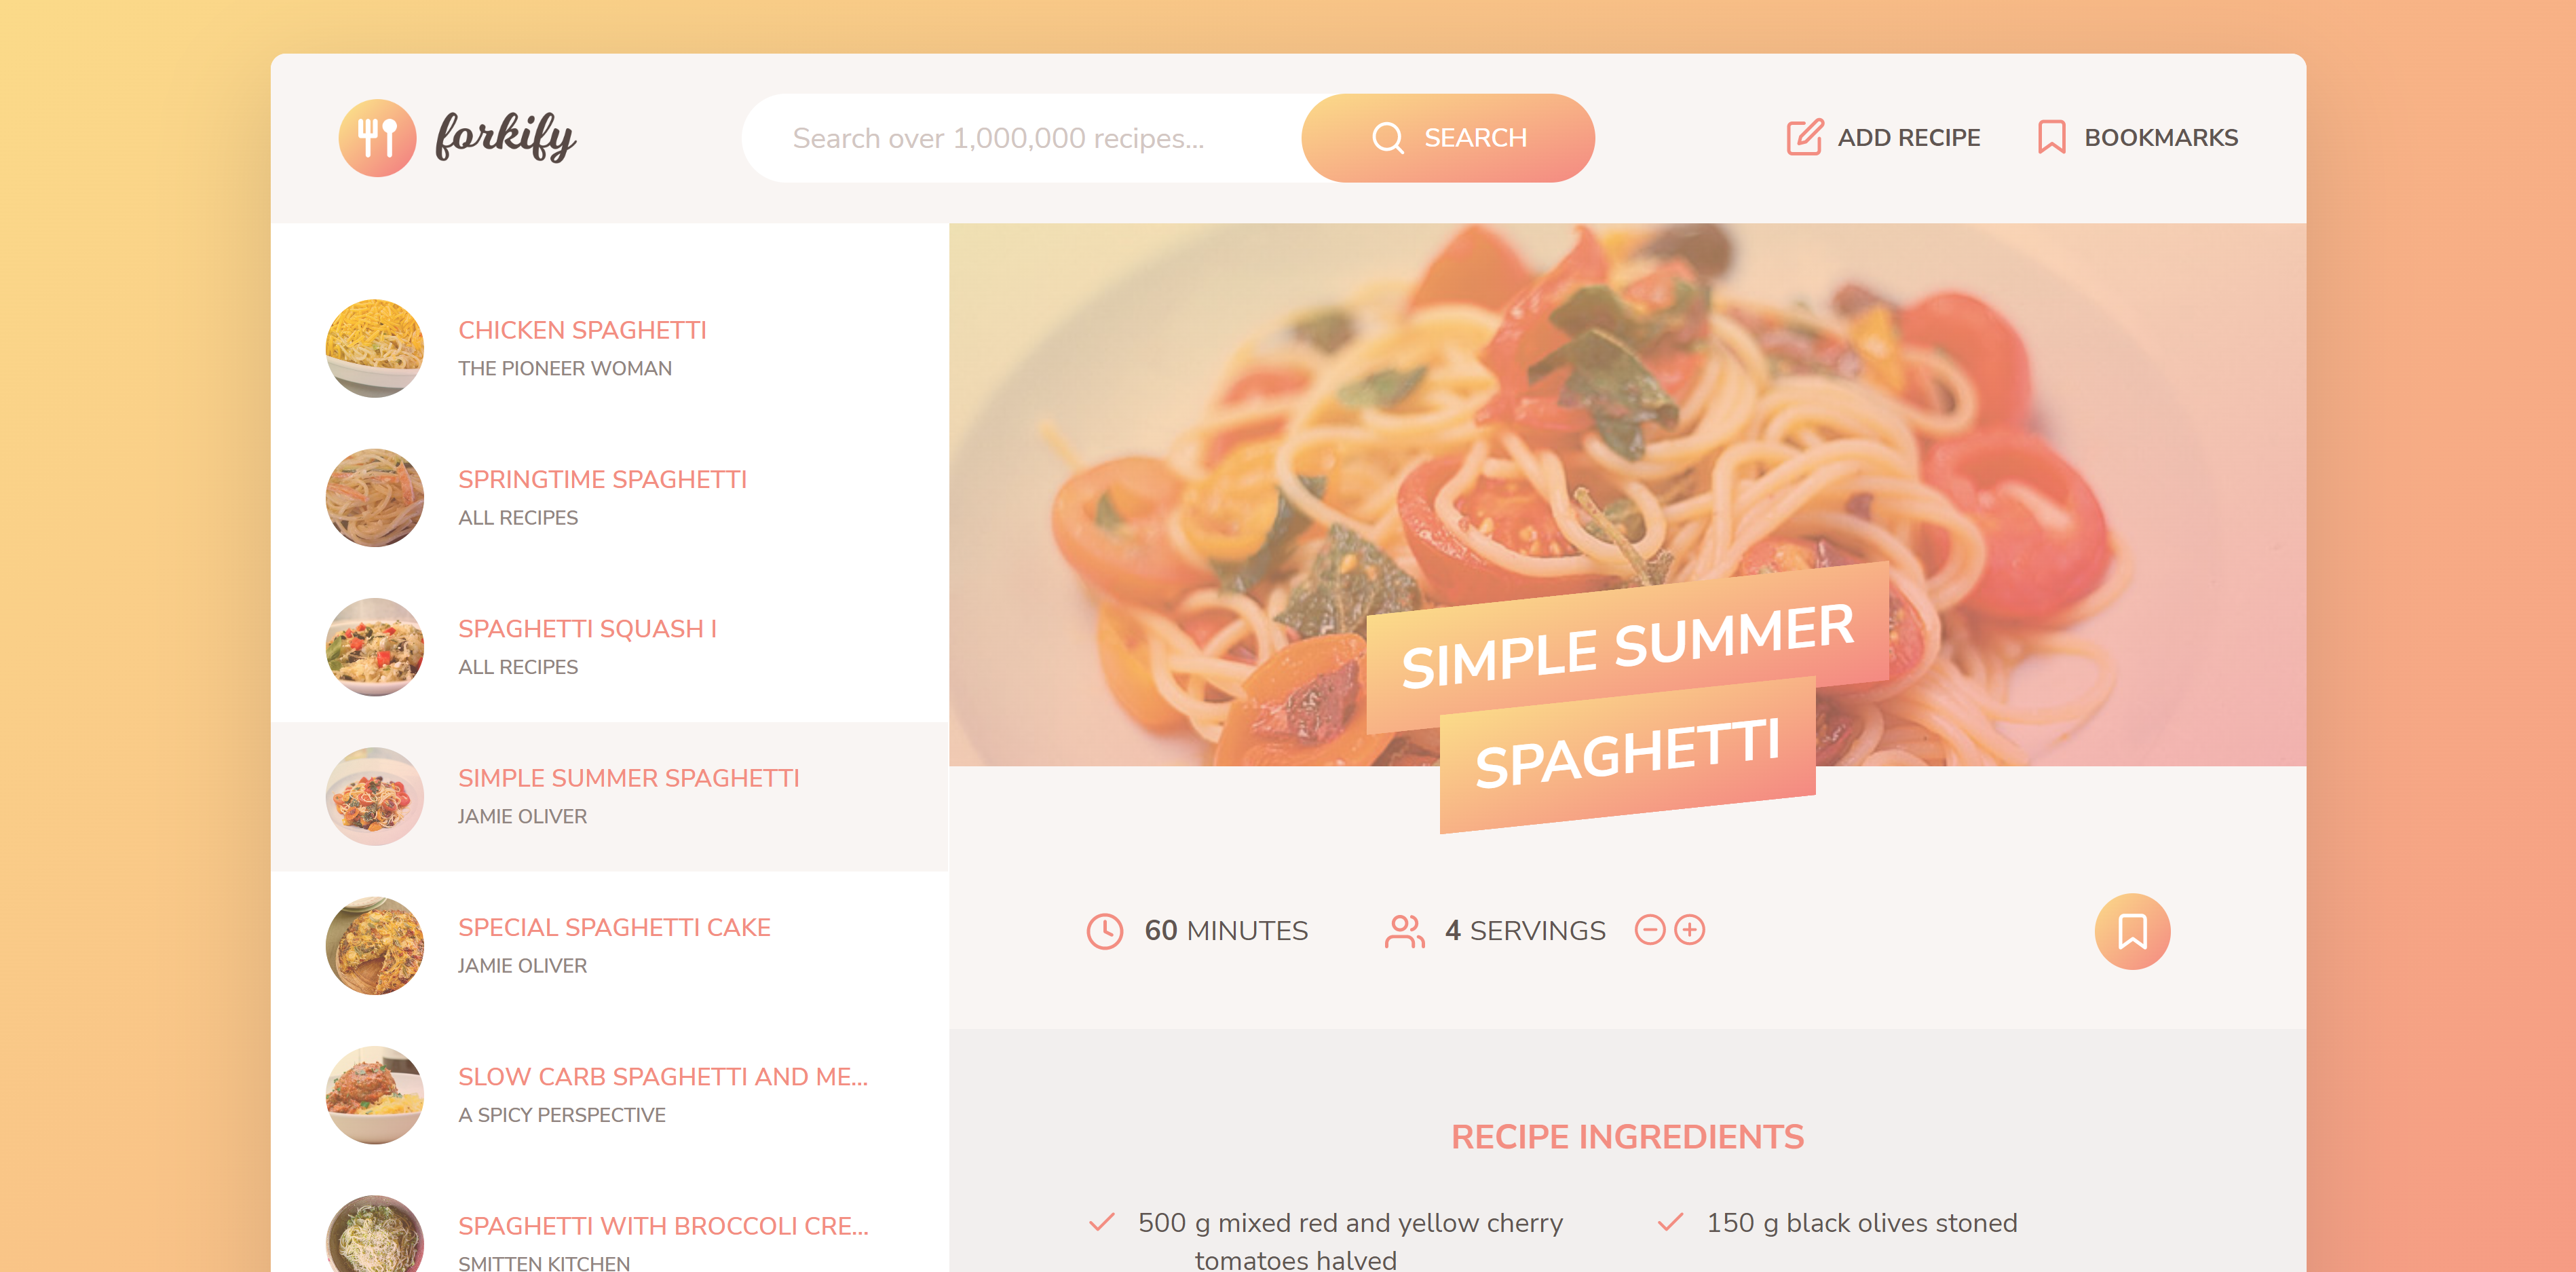 forkify
Search over 1,000,000 recipes...
SEARCH
ADD RECIPE
BOOKMARKS
CHICKEN SPAGHETTI
THE PIONEER WOMAN
SPRINGTIME SPAGHETTI
ALL RECIPES
SPAGHETTI SQUASH I
ALL RECIPES
SIMPLE SUMMER SPAGHETTI
JAMIE OLIVER
SPECIAL SPAGHETTI CAKE
JAMIE OLIVER
SLOW CARB SPAGHETTI AND ME...
A SPICY PERSPECTIVE
SPAGHETTI WITH BROCCOLI CRE...
SMITTEN KITCHEN
SIMPLE SUMMER
SPAGHETTI
60 MINUTES
4 SERVINGS
RECIPE INGREDIENTS
500 g mixed red and yellow cherry
tomatoes halved
150 g black olives stoned